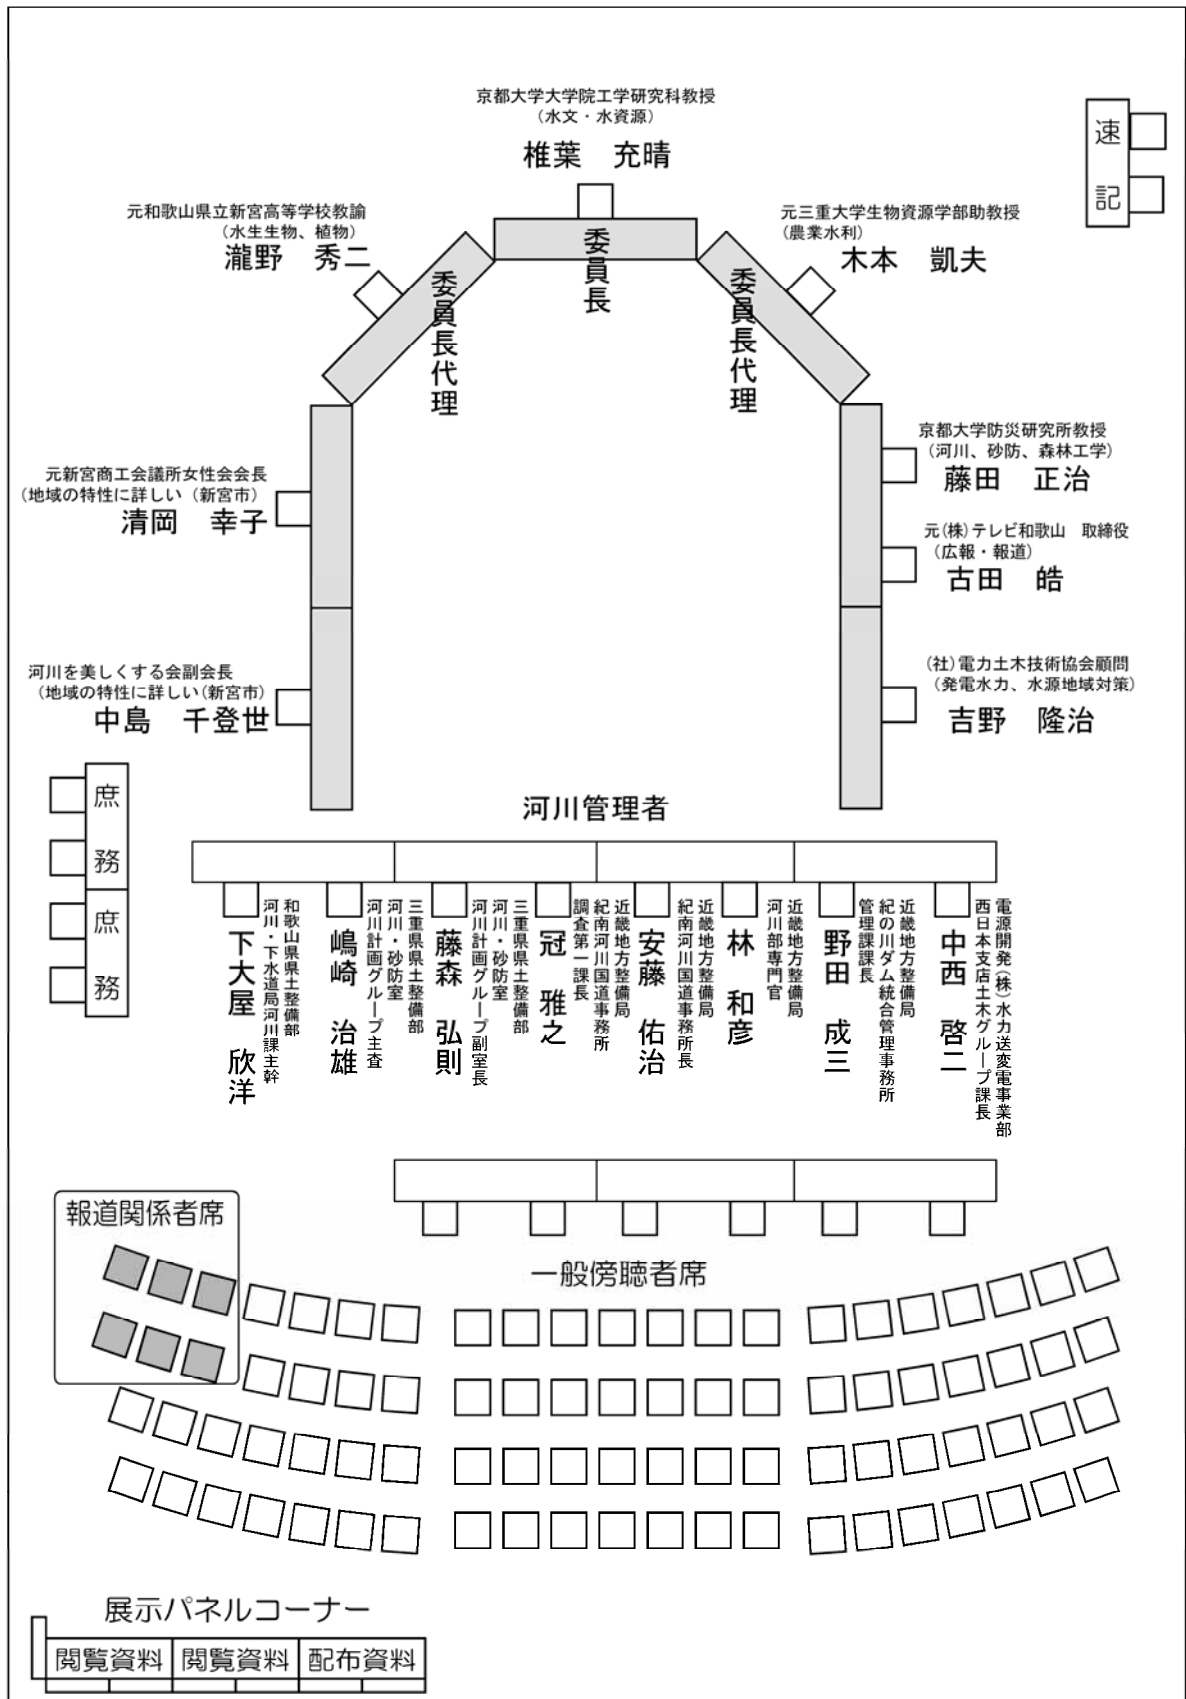 京都大学大学院工学研究科教授
（水文・水資源）
椎葉　充晴
速記
元和歌山県立新宮高等学校教諭
（水生生物、植物）
瀧野　秀二
元三重大学生物資源学部助教授
（農業水利）
木本　凱夫
委員長
委員長代理
委員長代理
京都大学防災研究所教授
（河川、砂防、森林工学）
藤田　正治
元新宮商工会議所女性会会長
（地域の特性に詳しい（新宮市）
清岡　幸子
元（株）テレビ和歌山　取締役
（広報・報道）
古田　皓
河川を美しくする会副会長
（地域の特性に詳しい（新宮市）
中島　千登世
（社）電力土木技術協会顧問
（発電水力、水源地域対策）
吉野　隆治
庶務
庶務
河川管理者
和歌山県県土整備部
河川・下水道局河川課主幹
下大屋　欣洋
三重県県土整備部
河川・砂防室
河川計画グループ主査
嶋崎　治雄
三重県県土整備部
河川・砂防室
河川計画グループ副室長
藤森　弘則
近畿地方整備局
紀南河川国道事務所
調査第一課長
冠　雅之
近畿地方整備局
紀南河川国道事務所長
安藤　佑治
近畿地方整備局
河川部専門官
林　和彦
近畿地方整備局
紀の川ダム統合管理事務所
管理課課長
野田　成三
電源開発（株）水力送変電事業部
西日本支店土木グループ課長
中西　啓二
報道関係者席
一般傍聴者席
展示パネルコーナー
閲覧資料
閲覧資料
配布資料